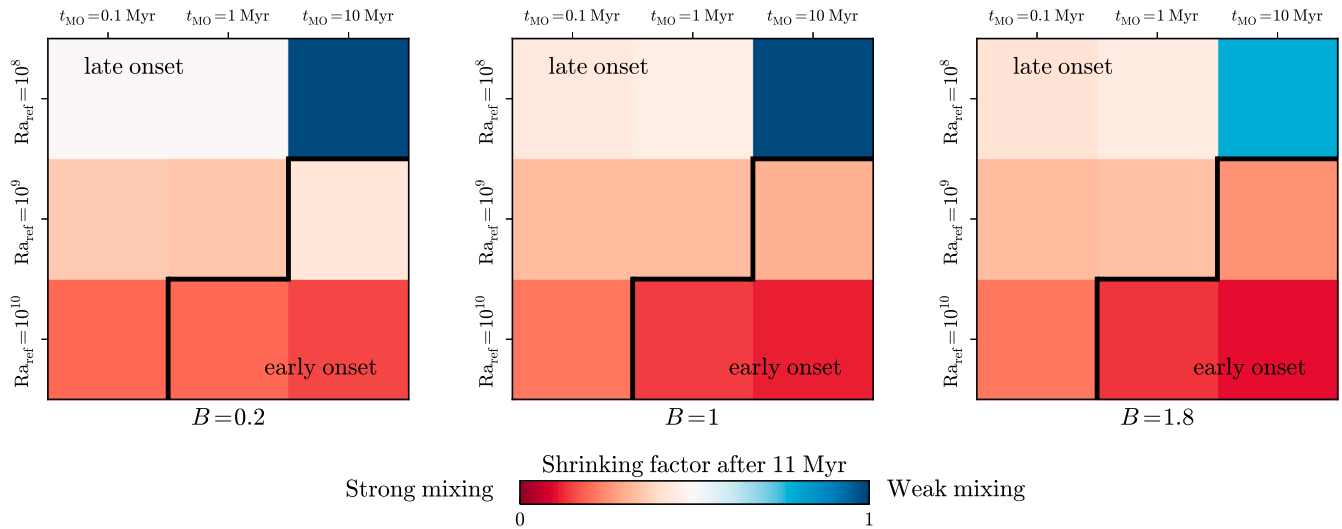 t_MO = 0.1 Myr t_MO = 1 Myr t_MO = 10 Myr
t_MO = 0.1 Myr t_MO = 1 Myr t_MO = 10 Myr
t_MO = 0.1 Myr t_MO = 1 Myr t_MO = 10 Myr
Ra_ref = 10^8
Ra_ref = 10^9
Ra_ref = 10^10
late onset
early onset
B = 0.2
Ra_ref = 10^8
Ra_ref = 10^9
Ra_ref = 10^10
late onset
early onset
B = 1
Ra_ref = 10^8
Ra_ref = 10^9
Ra_ref = 10^10
late onset
early onset
B = 1.8
Shrinking factor after 11 Myr
Strong mixing
Weak mixing
0
1